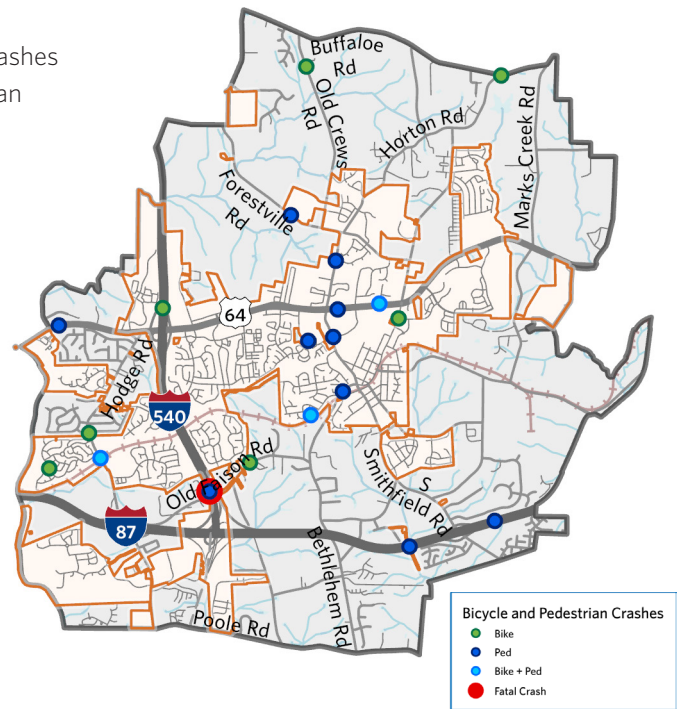 ashes
an
Buffaloe
Rd
Old Crews
Rd
Horton Rd
Marks Creek Rd
Forestville
Rd
64
Hodge Rd
540
Old Faison Rd
S
Smithfield Rd
87
Bethlehem Rd
Poole Rd
Bicycle and Pedestrian Crashes
Bike
Ped
Bike + Ped
Fatal Crash